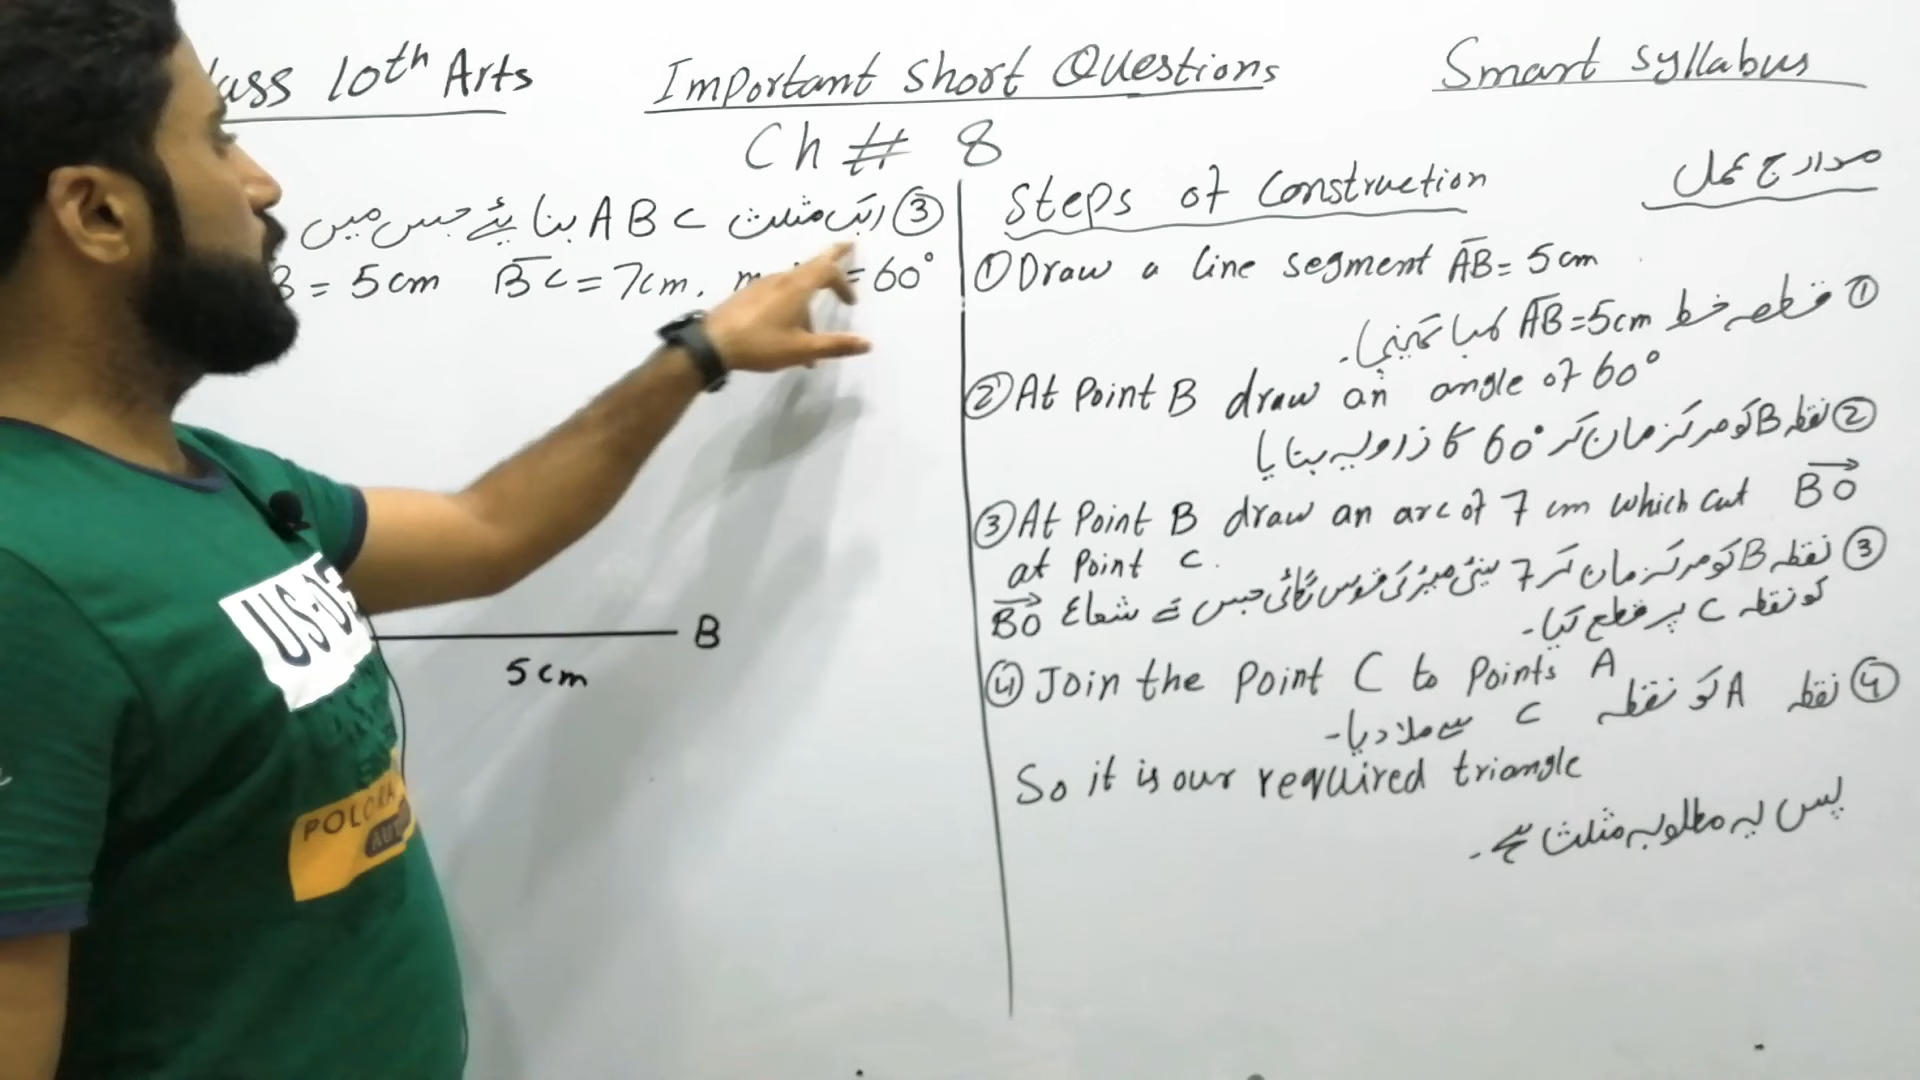 lass 10th Arts
Important Short Questions
Smart Syllabus
Ch # 8
③ ایک مثلث ABC بنائیے جس میں
B = 5cm BC = 7cm, m = 60°
B
5cm
Steps of Construction
مدارج عمل
① Draw a line segment AB = 5cm
① قطعہ خط AB=5cm لمبا کھینچا۔
② At Point B draw an angle of 60°
② نقطہ B کو مرکز مان کر 60° کا زاویہ بنایا
③ At Point B draw an arc of 7 cm which cut BO
at Point C.
③ نقطہ B کو مرکز مان کر 7 سینٹی میٹر کی قوس لگائی جس نے شعاع BO
کو نقطہ C پر قطع کیا۔
④ Join the Point C to Points A
④ نقطہ A کو نقطہ C سے ملا دیا۔
So it is our required triangle
پس یہ مطلوبہ مثلث ہے۔
US-DE
POLO
AUT